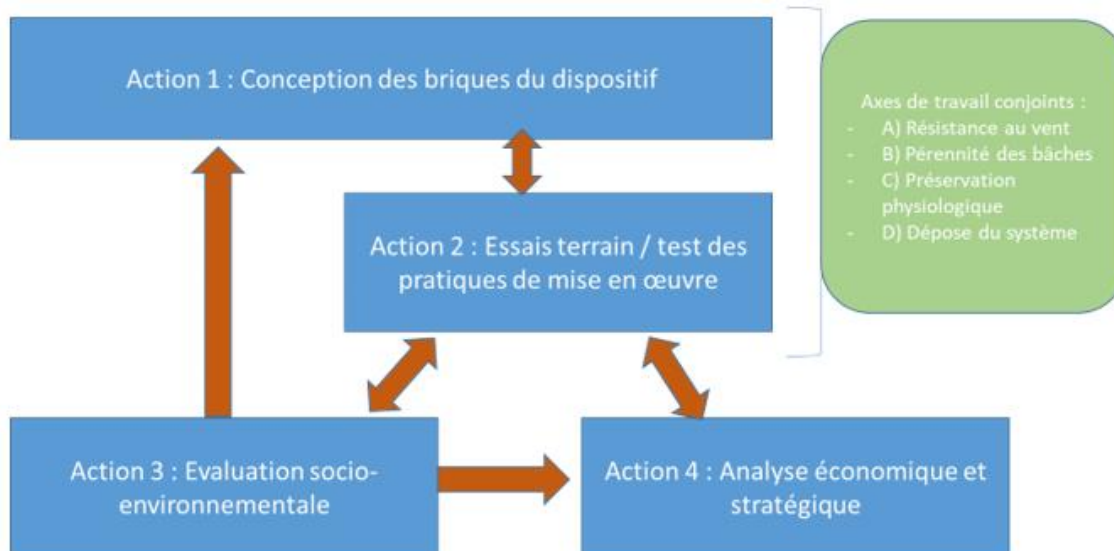 Action 1 : Conception des briques du dispositif
Axes de travail conjoints :
- A) Résistance au vent
- B) Pérennité des bâches
- C) Préservation
physiologique
- D) Dépose du système
Action 2 : Essais terrain / test des
pratiques de mise en œuvre
Action 3 : Evaluation socio-
environnementale
Action 4 : Analyse économique et
stratégique